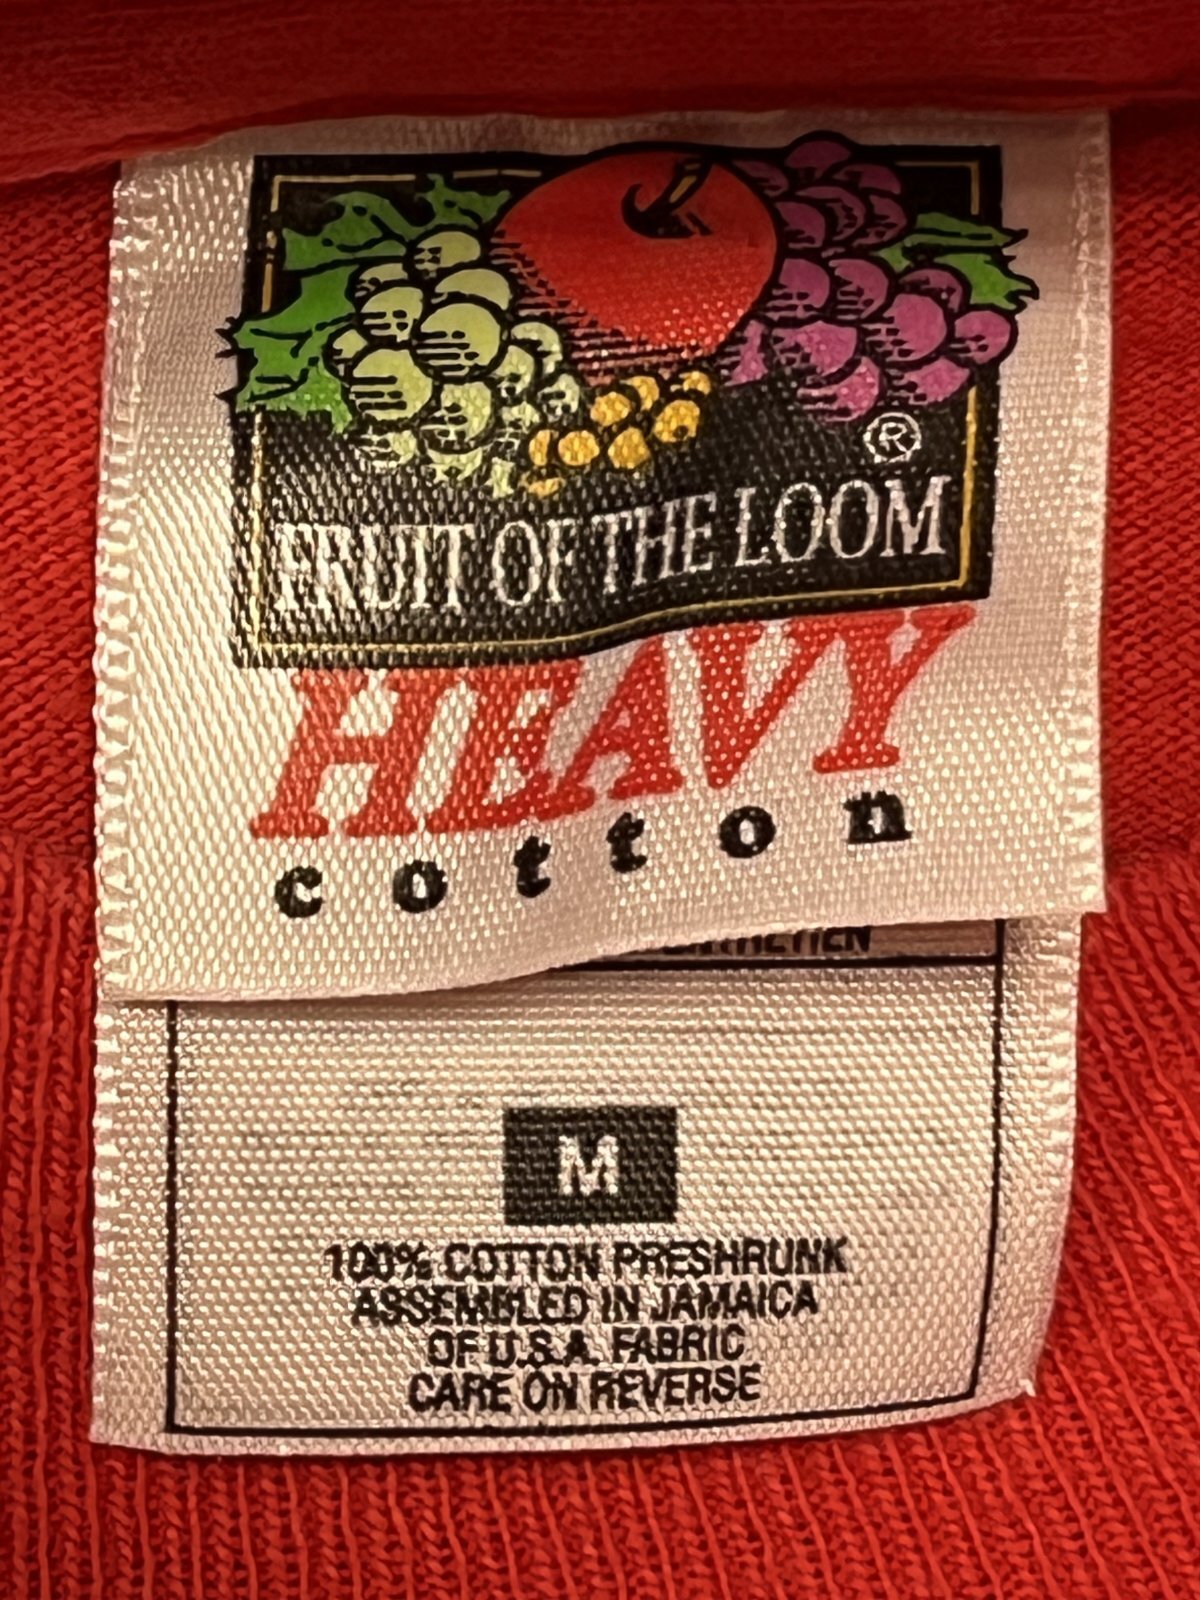 ®
FRUIT OF THE LOOM
HEAVY
cotton
M
100% COTTON PRESHRUNK
ASSEMBLED IN JAMAICA
OF U.S.A. FABRIC
CARE ON REVERSE